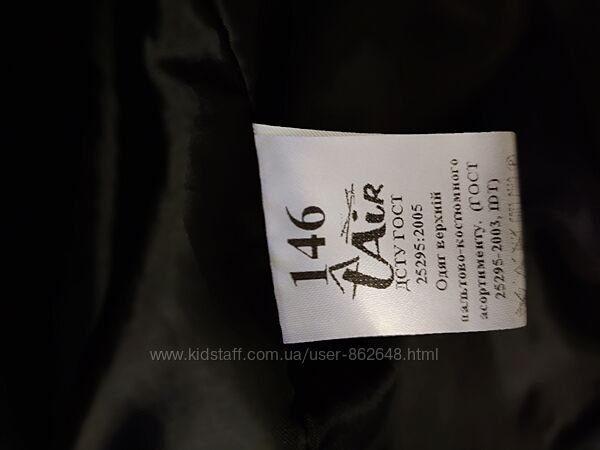 146
TAiR
ДСТУ ГОСТ
25295:2005
Одяг верхній
пальтово-костюмного
асортименту. (ГОСТ
25295-2003, IDT)
www.kidstaff.com.ua/user-862648.html